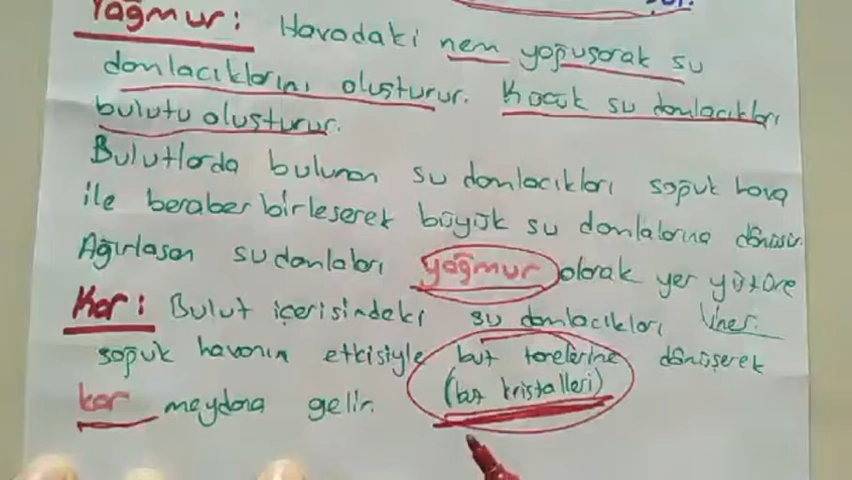 Yağmur: Havadaki nem yoğuşarak su
damlacıklarını oluşturur. Küçük su damlacıkları
bulutu oluşturur.
Bulutlarda bulunan su damlacıkları soğuk hava
ile beraber birleşerek büyük su damlalarına dönüşür.
Ağırlaşan su damlaları yağmur olarak yer yüzüne
iner.
Kar: Bulut içerisindeki su damlacıkları
soğuk havanın etkisiyle buz tanelerine dönüşerek
(buz kristalleri)
kar meydana gelir.